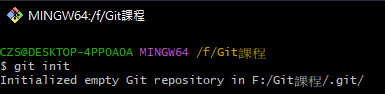 MINGW64:/f/Git課程
CZS@DESKTOP-4PPOAOA MINGW64 /f/Git課程
$ git init
Initialized empty Git repository in F:/Git課程/.git/